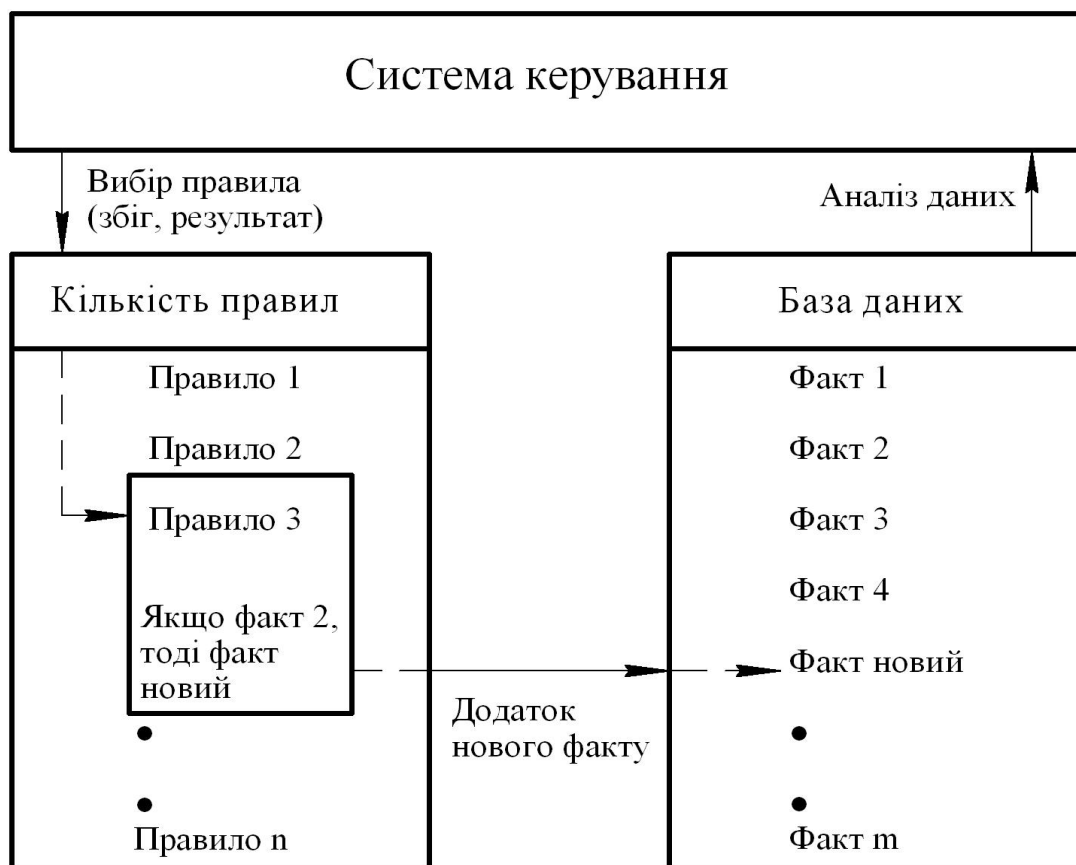 Система керування
Вибір правила
(збіг, результат)
Аналіз даних
Кількість правил
Правило 1
Правило 2
Правило 3
Якщо факт 2,
тоді факт
новий
Правило n
Додаток
нового факту
База даних
Факт 1
Факт 2
Факт 3
Факт 4
Факт новий
Факт m